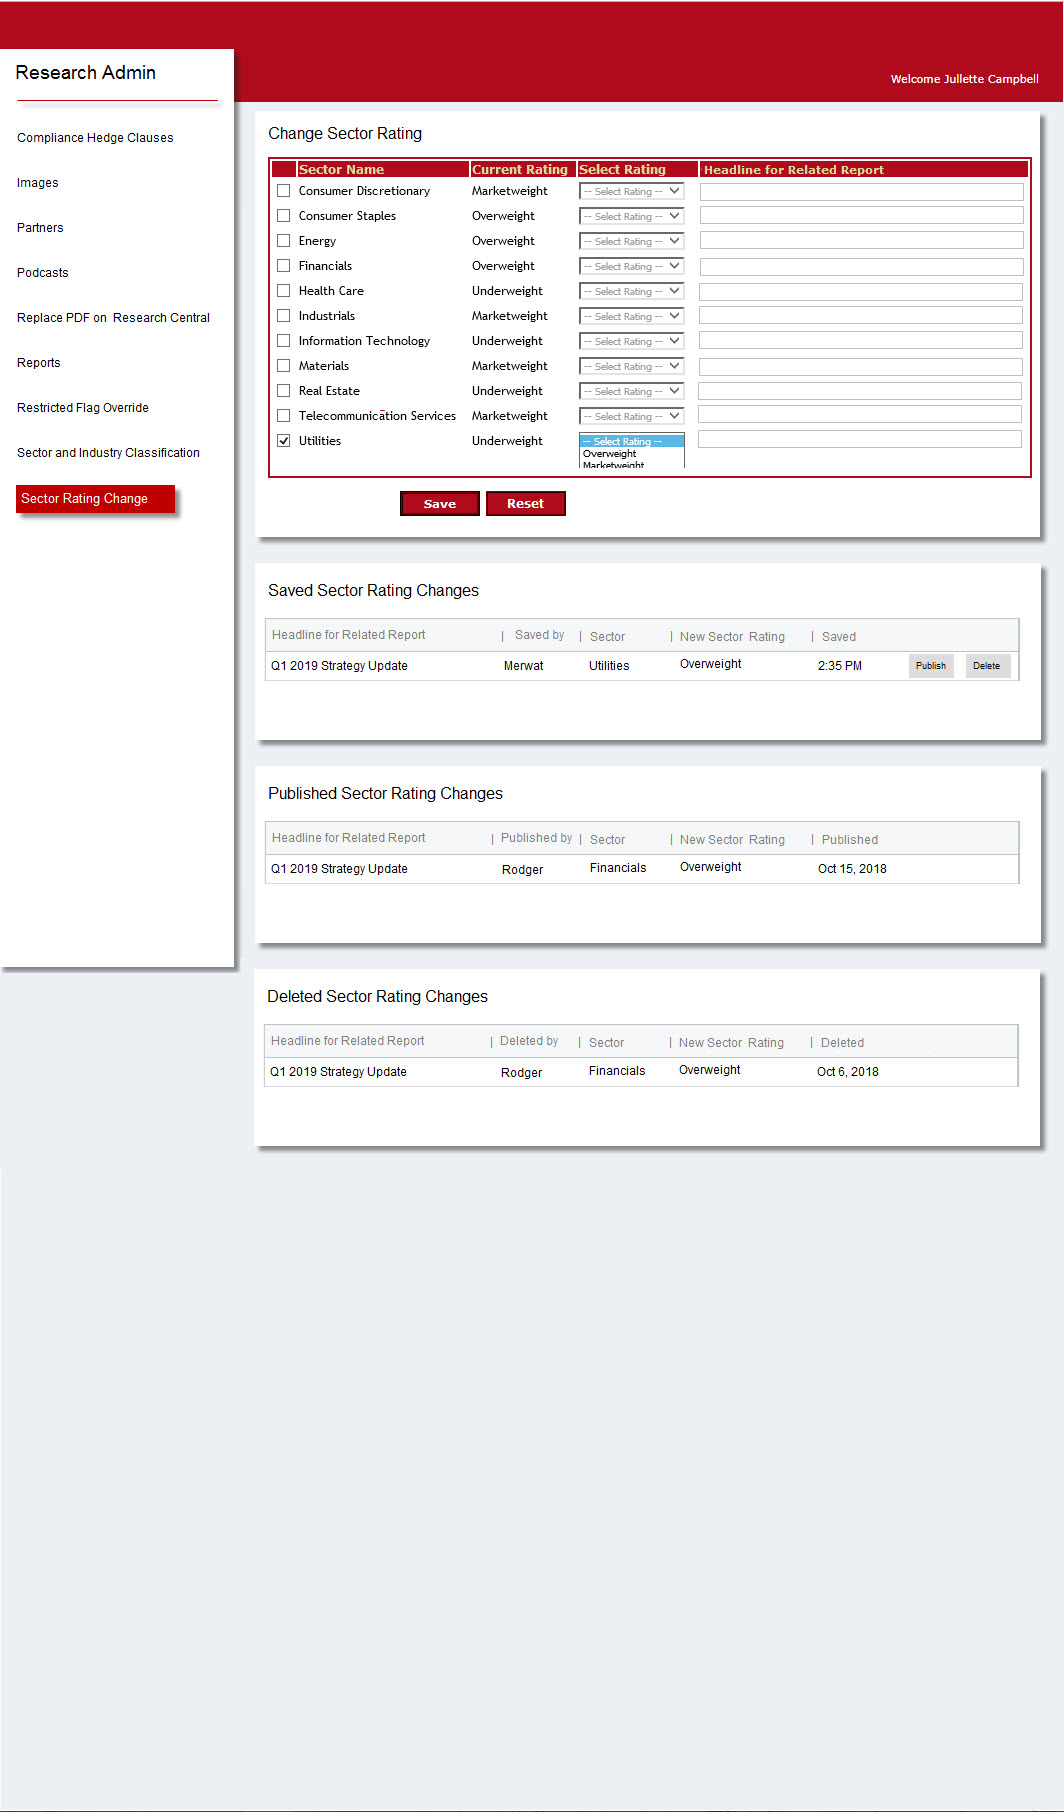 Welcome Jullette Campbell
Research Admin
Compliance Hedge Clauses
Images
Partners
Podcasts
Replace PDF on Research Central
Reports
Restricted Flag Override
Sector and Industry Classification
Sector Rating Change
Change Sector Rating
Sector Name Current Rating Select Rating Headline for Related Report
Consumer Discretionary Marketweight -- Select Rating --
Consumer Staples Overweight -- Select Rating --
Energy Overweight -- Select Rating --
Financials Overweight -- Select Rating --
Health Care Underweight -- Select Rating --
Industrials Marketweight -- Select Rating --
Information Technology Underweight -- Select Rating --
Materials Marketweight -- Select Rating --
Real Estate Underweight -- Select Rating --
Telecommunication Services Marketweight -- Select Rating --
Utilities Underweight -- Select Rating --
Overweight
Marketweight
Save Reset
Saved Sector Rating Changes
Headline for Related Report | Saved by | Sector | New Sector Rating | Saved
Q1 2019 Strategy Update Merwat Utilities Overweight 2:35 PM Publish Delete
Published Sector Rating Changes
Headline for Related Report | Published by | Sector | New Sector Rating | Published
Q1 2019 Strategy Update Rodger Financials Overweight Oct 15, 2018
Deleted Sector Rating Changes
Headline for Related Report | Deleted by | Sector | New Sector Rating | Deleted
Q1 2019 Strategy Update Rodger Financials Overweight Oct 6, 2018